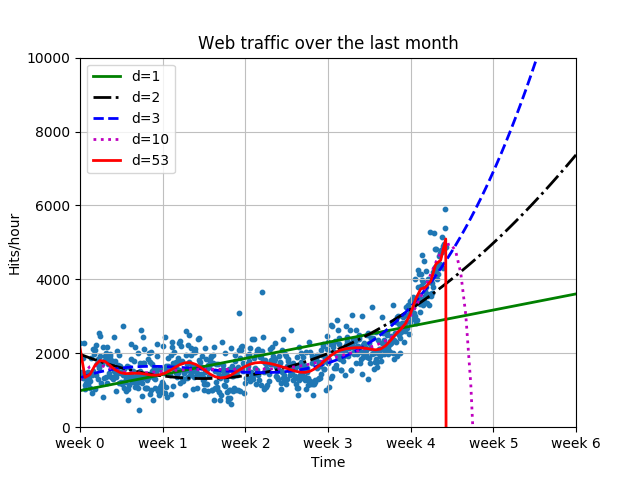 Web traffic over the last month
10000
8000
6000
4000
2000
0
Hits/hour
d=1
d=2
d=3
d=10
d=53
week 0 week 1 week 2 week 3 week 4 week 5 week 6
Time